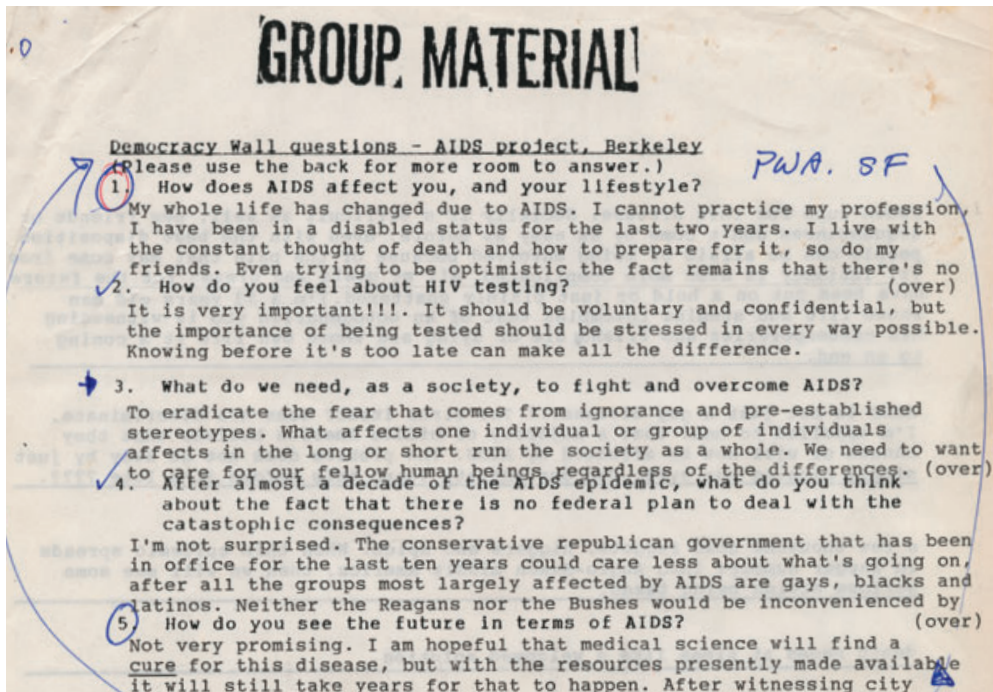 GROUP MATERIAL
Democracy Wall questions - AIDS project, Berkeley
(Please use the back for more room to answer.)
PWA. SF
1. How does AIDS affect you, and your lifestyle?
My whole life has changed due to AIDS. I cannot practice my profession,
I have been in a disabled status for the last two years. I live with
the constant thought of death and how to prepare for it, so do my
friends. Even trying to be optimistic the fact remains that there's no
2. How do you feel about HIV testing? (over)
It is very important!!!. It should be voluntary and confidential, but
the importance of being tested should be stressed in every way possible.
Knowing before it's too late can make all the difference.
3. What do we need, as a society, to fight and overcome AIDS?
To eradicate the fear that comes from ignorance and pre-established
stereotypes. What affects one individual or group of individuals
affects in the long or short run the society as a whole. We need to want
to care for our fellow human beings regardless of the differences. (over)
4. After almost a decade of the AIDS epidemic, what do you think
about the fact that there is no federal plan to deal with the
catastophic consequences?
I'm not surprised. The conservative republican government that has been
in office for the last ten years could care less about what's going on,
after all the groups most largely affected by AIDS are gays, blacks and
latinos. Neither the Reagans nor the Bushes would be inconvenienced by
5. How do you see the future in terms of AIDS? (over)
Not very promising. I am hopeful that medical science will find a
cure for this disease, but with the resources presently made available
it will still take years for that to happen. After witnessing city